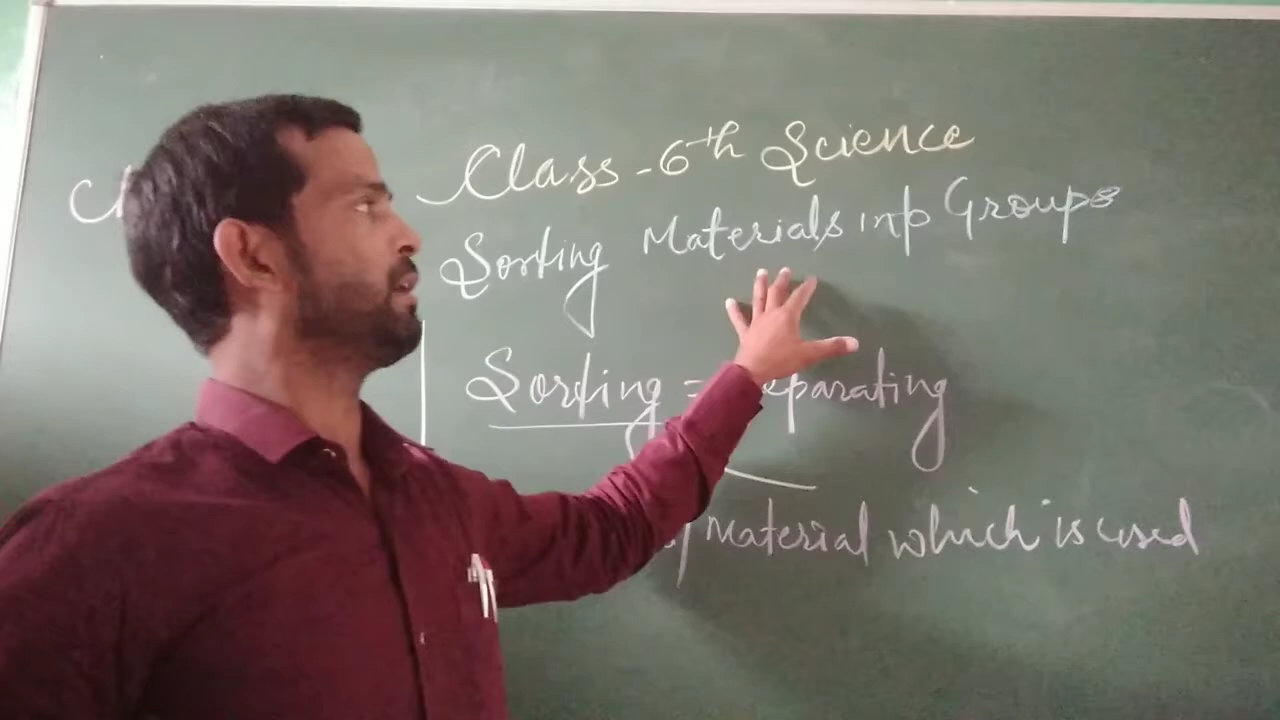 Class - 6th Science
Sorting Materials into Groups
Sorting = Separating
Material which is used